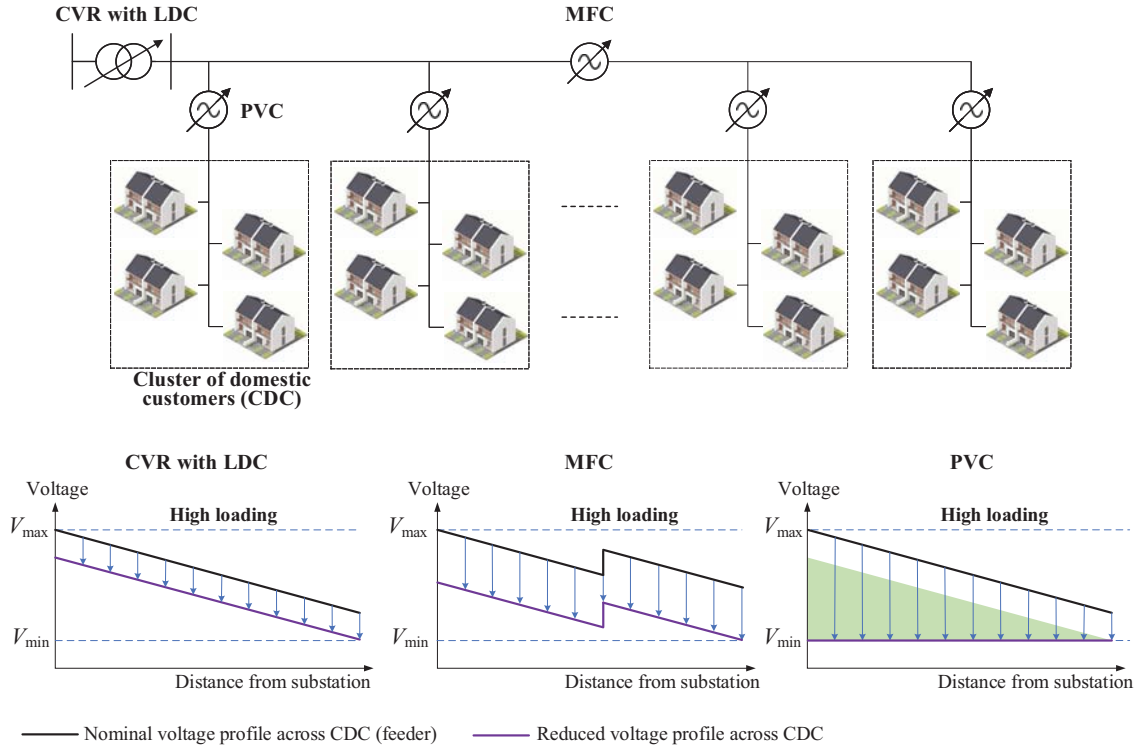 CVR with LDC
MFC
PVC
Cluster of domestic
customers (CDC)
CVR with LDC
MFC
PVC
Voltage
Voltage
Voltage
Vmax
High loading
Vmax
High loading
Vmax
High loading
Vmin
Vmin
Vmin
Distance from substation
Distance from substation
Distance from substation
Nominal voltage profile across CDC (feeder)
Reduced voltage profile across CDC